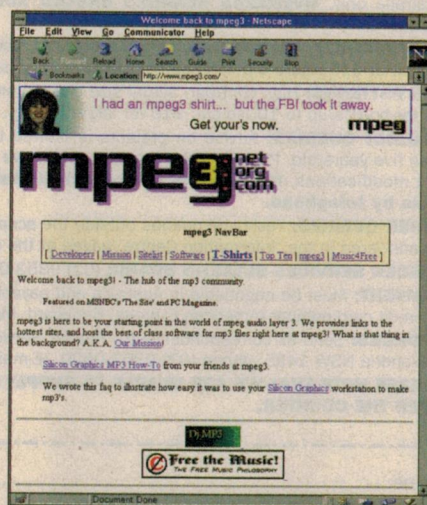 Welcome back to mpeg3 - Netscape
File Edit View Go Communicator Help
Back Forward Reload Home Search Guide Print Security Stop
Bookmarks Location: http://www.mpeg3.com/
I had an mpeg3 shirt... but the FBI took it away.
Get your's now. mpeg
mpeg3 net
org
com
mpeg3 NavBar
[ Developers | Mission | Sitelist | Software | T-Shirts | Top Ten | mpeg3 | Music4Free ]
Welcome back to mpeg3! - The hub of the mp3 community.
Featured on MSNBC's 'The Site' and PC Magazine.
mpeg3 is here to be your starting point in the world of mpeg audio layer 3. We provides links to the
hottest sites, and host the best of class software for mp3 files right here at mpeg3! What is that thing in
the background? A.K.A. Our Mission!
Silicon Graphics MP3 How-To from your friends at mpeg3.
We wrote this faq to illustrate how easy it was to use your Silicon Graphics workstation to make
mp3's.
Dj.MP3
Free the Music!
THE FREE MUSIC PHILOSOPHY
Document Done